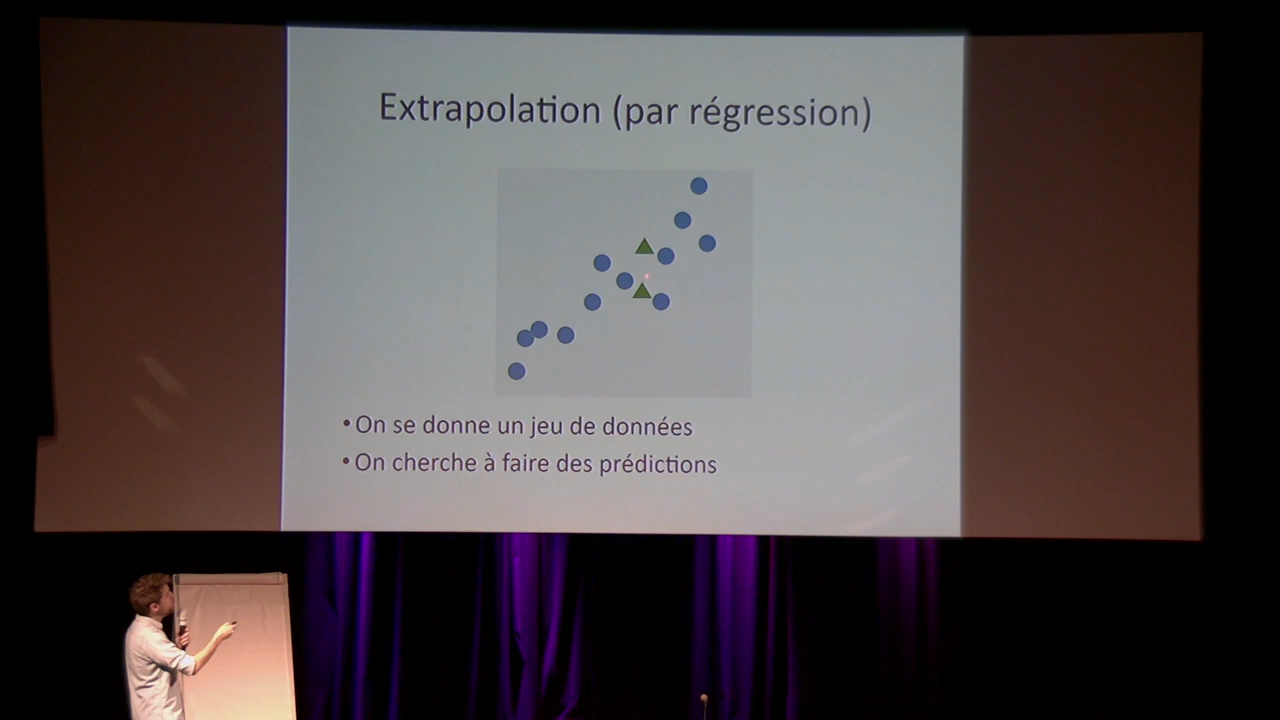 Extrapolation (par régression)
• On se donne un jeu de données
• On cherche à faire des prédictions